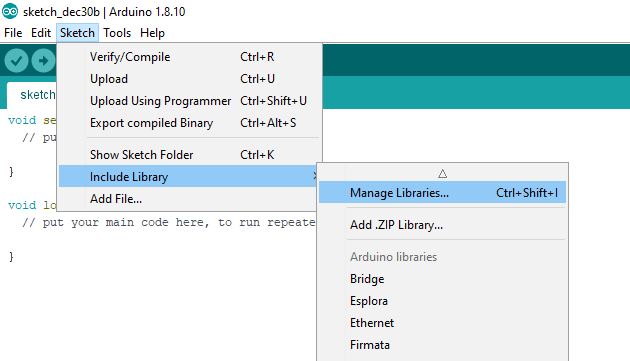 sketch_dec30b | Arduino 1.8.10
File Edit Sketch Tools Help
Verify/Compile Ctrl+R
Upload Ctrl+U
Upload Using Programmer Ctrl+Shift+U
Export compiled Binary Ctrl+Alt+S
Show Sketch Folder Ctrl+K
Include Library
Add File...
Manage Libraries... Ctrl+Shift+I
Add .ZIP Library...
Arduino libraries
Bridge
Esplora
Ethernet
Firmata
sketch
void se
// pu
}
void lo
// put your main code here, to run repeate
}